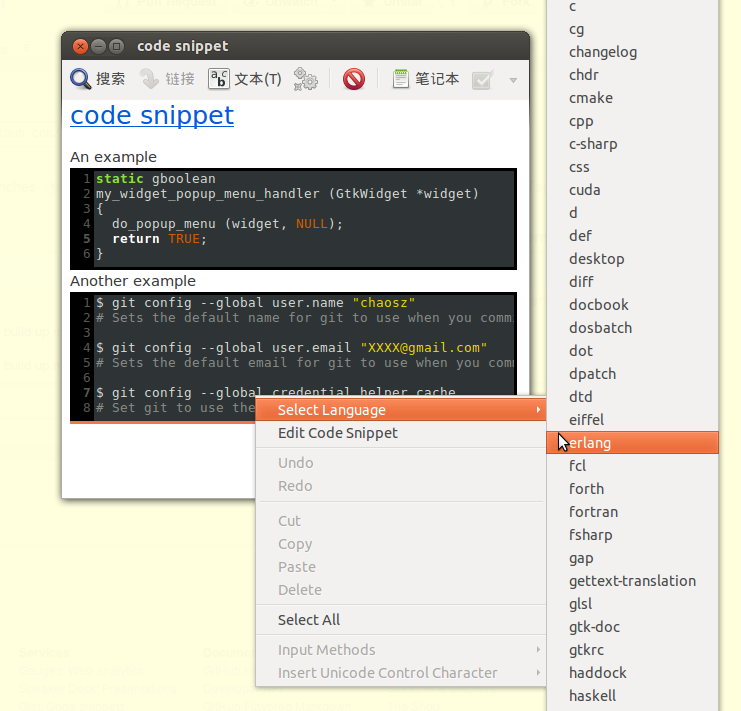 code snippet
搜索 链接 文本(T) 笔记本
code snippet
An example
1 static gboolean
2 my_widget_popup_menu_handler (GtkWidget *widget)
3 {
4 do_popup_menu (widget, NULL);
5 return TRUE;
6 }
Another example
1 $ git config --global user.name "chaosz"
2 # Sets the default name for git to use when you commi
3
4 $ git config --global user.email "XXXX@gmail.com"
5 # Sets the default email for git to use when you comm
6
7 $ git config --global credential.helper cache
8 # Set git to use the
Select Language
Edit Code Snippet
Undo
Redo
Cut
Copy
Paste
Delete
Select All
Input Methods
Insert Unicode Control Character
c
cg
changelog
chdr
cmake
cpp
c-sharp
css
cuda
d
def
desktop
diff
docbook
dosbatch
dot
dpatch
dtd
eiffel
erlang
fcl
forth
fortran
fsharp
gap
gettext-translation
glsl
gtk-doc
gtkrc
haddock
haskell